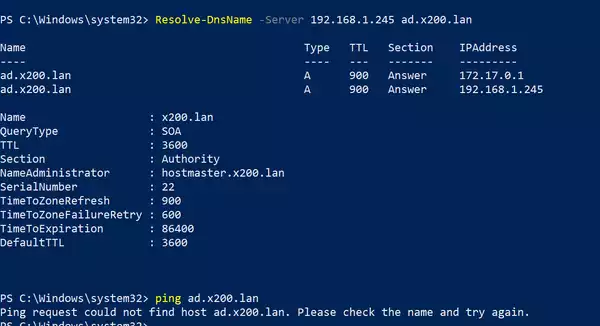 PS C:\Windows\system32> Resolve-DnsName -Server 192.168.1.245 ad.x200.lan
Name Type TTL Section IPAddress
---- ---- --- ------- ---------
ad.x200.lan A 900 Answer 172.17.0.1
ad.x200.lan A 900 Answer 192.168.1.245
Name : x200.lan
QueryType : SOA
TTL : 3600
Section : Authority
NameAdministrator : hostmaster.x200.lan
SerialNumber : 22
TimeToZoneRefresh : 900
TimeToZoneFailureRetry : 600
TimeToExpiration : 86400
DefaultTTL : 3600
PS C:\Windows\system32> ping ad.x200.lan
Ping request could not find host ad.x200.lan. Please check the name and try again.
PS C:\Windows\system32>